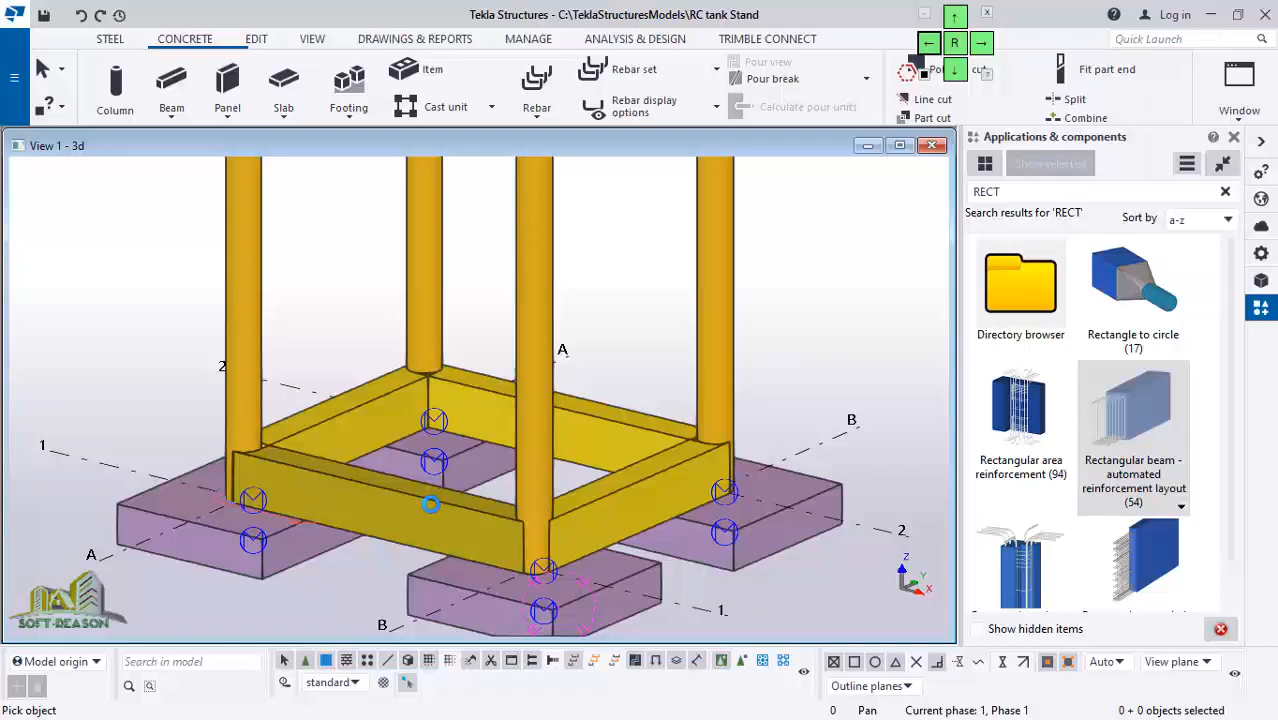 Tekla Structures - C:\TeklaStructuresModels\RC tank Stand
Log in
STEEL CONCRETE EDIT VIEW DRAWINGS & REPORTS MANAGE ANALYSIS & DESIGN TRIMBLE CONNECT Quick Launch
R
Column Beam Panel Slab Footing
Item
Cast unit
Rebar
Rebar set
Rebar display
options
Pour view
Pour break
Calculate pour units
Line cut
Part cut
Fit part end
Split
Combine
Window
View 1 - 3d
Applications & components
Show selected
RECT
Search results for 'RECT' Sort by a-z
Directory browser
Rectangle to circle
(17)
Rectangular area
reinforcement (94)
Rectangular beam -
automated
reinforcement layout
(54)
Show hidden items
2 A
1 B
A 2
B 1
Z
Y
X
SOFT-DEASON
Model origin Search in model
standard
Auto View plane
Outline planes
Pick object 0 Pan Current phase: 1, Phase 1 0 + 0 objects selected